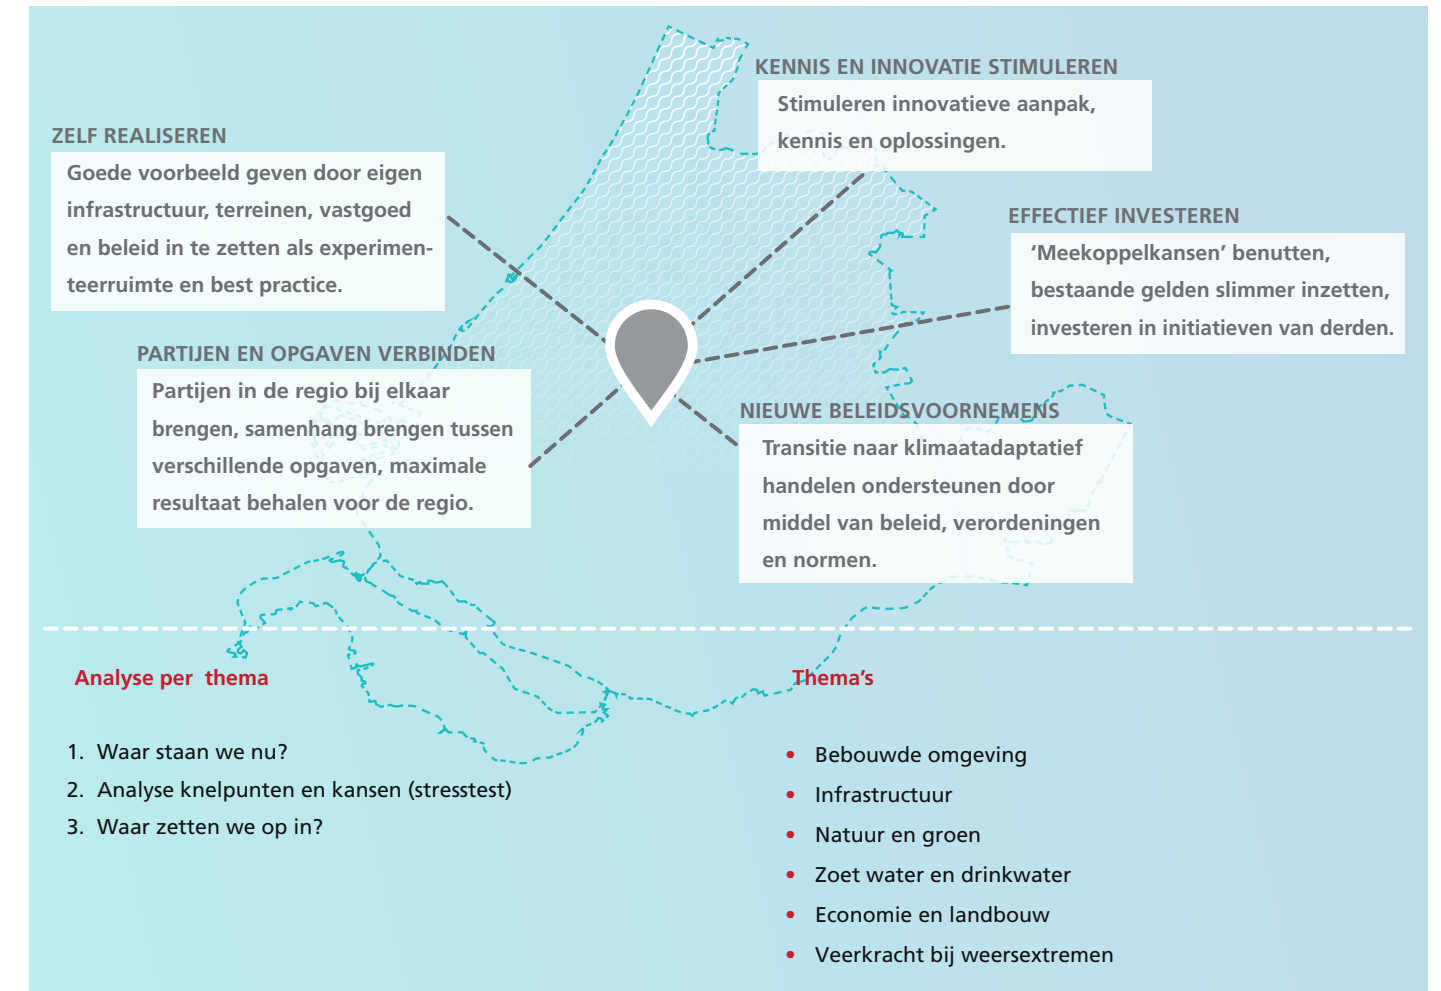 KENNIS EN INNOVATIE STIMULEREN
Stimuleren innovatieve aanpak,
kennis en oplossingen.
ZELF REALISEREN
Goede voorbeeld geven door eigen
infrastructuur, terreinen, vastgoed
en beleid in te zetten als experimen-
teerruimte en best practice.
EFFECTIEF INVESTEREN
‘Meekoppelkansen’ benutten,
bestaande gelden slimmer inzetten,
investeren in initiatieven van derden.
PARTIJEN EN OPGAVEN VERBINDEN
Partijen in de regio bij elkaar
brengen, samenhang brengen tussen
verschillende opgaven, maximale
resultaat behalen voor de regio.
NIEUWE BELEIDSVOORNEMENS
Transitie naar klimaatadaptatief
handelen ondersteunen door
middel van beleid, verordeningen
en normen.
Analyse per thema
1. Waar staan we nu?
2. Analyse knelpunten en kansen (stresstest)
3. Waar zetten we op in?
Thema’s
• Bebouwde omgeving
• Infrastructuur
• Natuur en groen
• Zoet water en drinkwater
• Economie en landbouw
• Veerkracht bij weersextremen